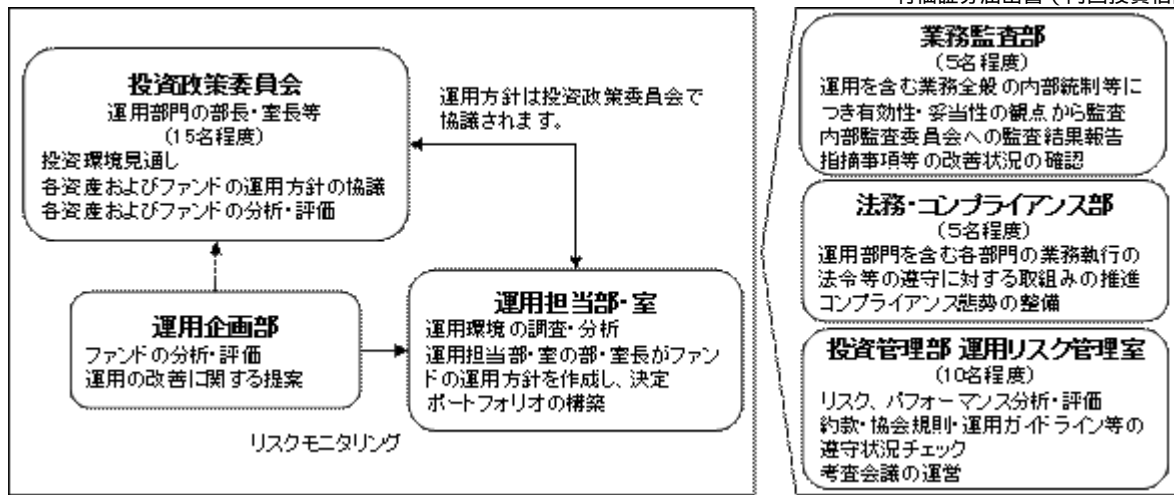 投資政策委員会
運用部門の部長・室長等
(15名程度)
投資環境見通し
各資産およびファンドの運用方針の協議
各資産およびファンドの分析・評価
運用方針は投資政策委員会で
協議されます。
運用企画部
ファンドの分析・評価
運用の改善に関する提案
運用担当部・室
運用環境の調査・分析
運用担当部・室の部・室長がファン
ドの運用方針を作成し、決定
ポートフォリオの構築
リスクモニタリング
業務監査部
(5名程度)
運用を含む業務全般の内部統制等に
つき有効性・妥当性の観点から監査
内部監査委員会への監査結果報告
指摘事項等の改善状況の確認
法務・コンプライアンス部
(5名程度)
運用部門を含む各部門の業務執行の
法令等の遵守に対する取組みの推進
コンプライアンス態勢の整備
投資管理部 運用リスク管理室
(10名程度)
リスク、パフォーマンス分析・評価
約款・協会規則・運用ガイドライン等の
遵守状況チェック
考査会議の運営